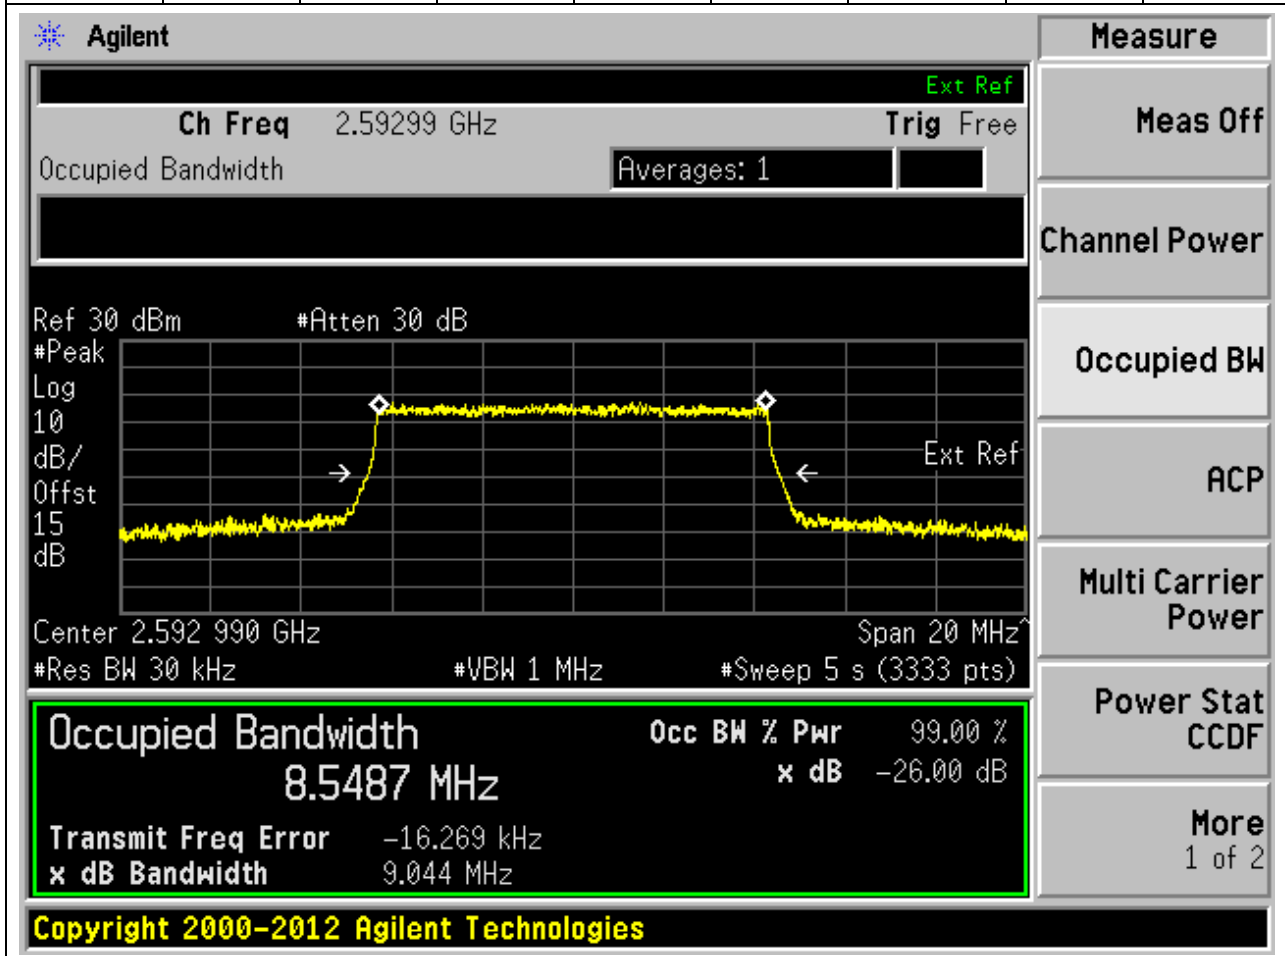 Agilent
Measure
Ext Ref
Ch Freq 2.59299 GHz Trig Free
Meas Off
Occupied Bandwidth Averages: 1
Channel Power
Ref 30 dBm #Atten 30 dB
#Peak
Log
10
dB/
Offst
15
dB
Ext Ref
Occupied BW
ACP
Center 2.592 990 GHz Span 20 MHz^
#Res BW 30 kHz #VBW 1 MHz #Sweep 5 s (3333 pts)
Multi Carrier
Power
Occupied Bandwidth Occ BW % Pwr 99.00 %
8.5487 MHz x dB -26.00 dB
Transmit Freq Error -16.269 kHz
x dB Bandwidth 9.044 MHz
Power Stat
CCDF
More
1 of 2
Copyright 2000-2012 Agilent Technologies